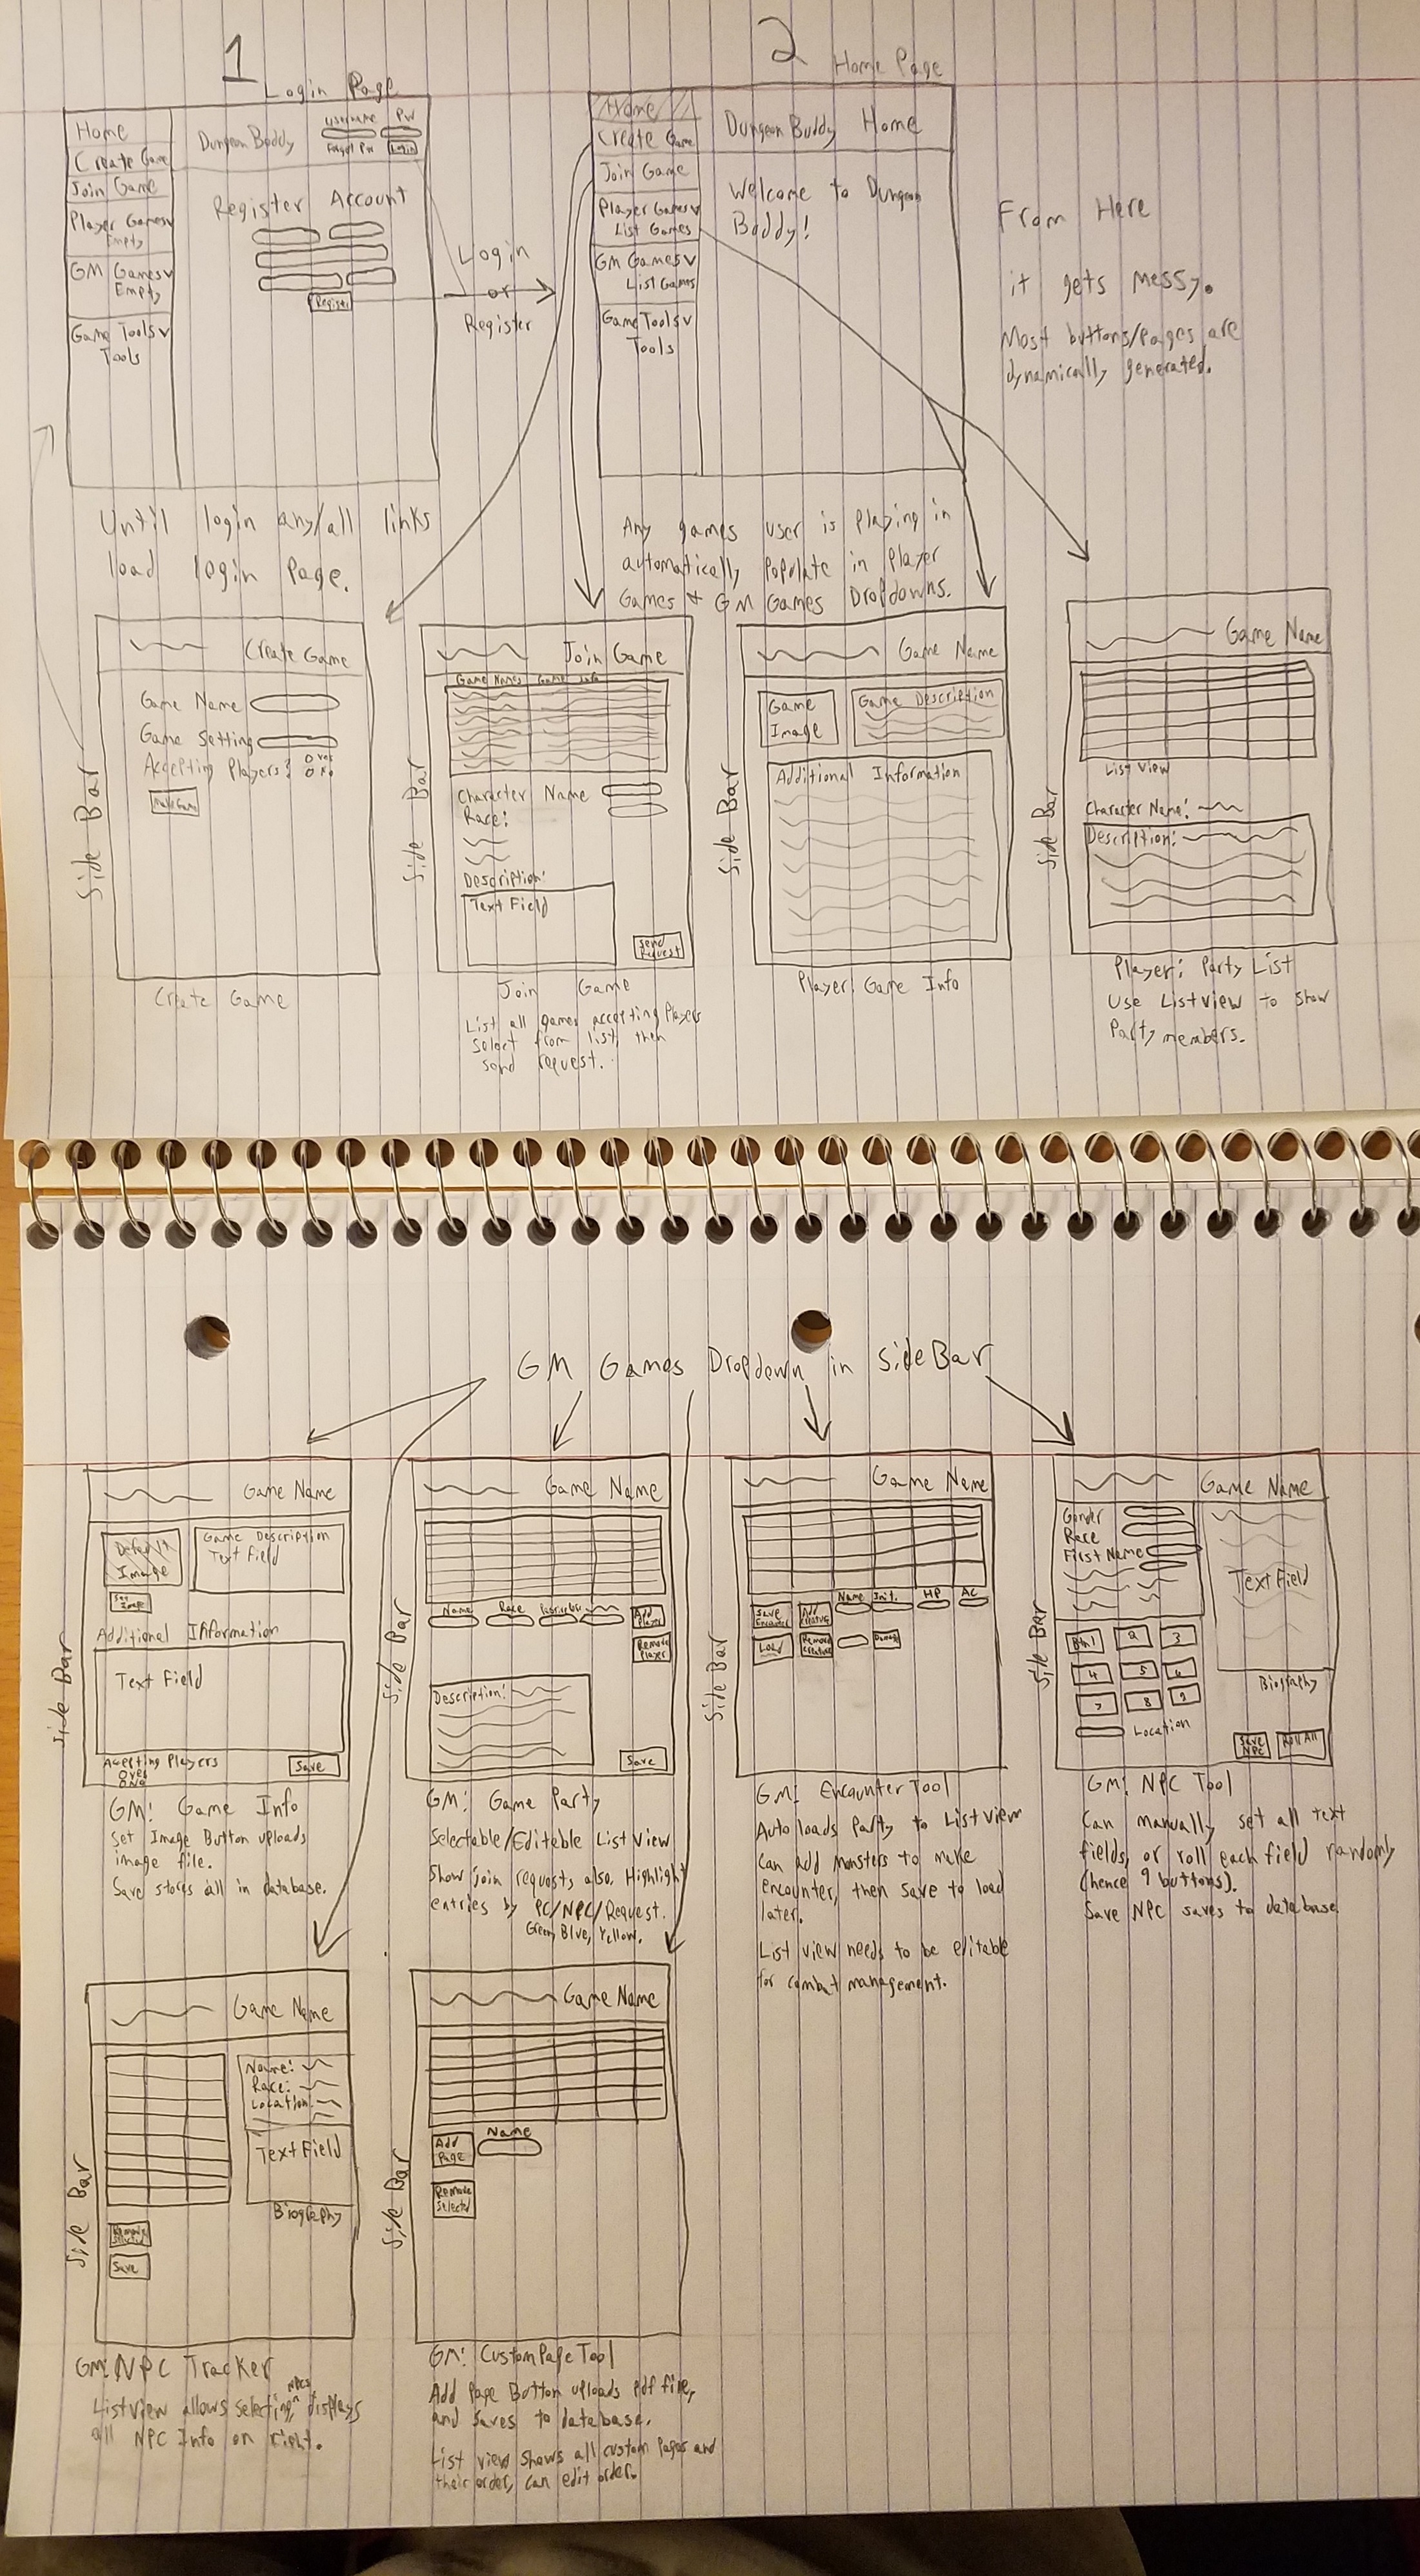 1
Login Page
Home
Create Game
Join Game
Player Games v
Empty
GM Games v
Empty
Game Tools v
Tools
Dungeon Buddy
Username PW
Forgot PW
Login
Register Account
Register
Login
or
Register
Until login any/all links
load login page.
2
Home Page
Home
Create Game
Join Game
Player Games v
List Games
GM Games v
List Games
Game Tools v
Tools
Dungeon Buddy Home
Welcome to Dungeon
Buddy!
Any games user is playing in
automatically populate in Player
Games + GM Games Dropdowns.
From Here
it gets messy.
Most buttons/pages are
dynamically generated.
Side Bar
Create Game
Game Name
Game Setting
Accepting Players?
O Yes
O No
Make Game
Create Game
Side Bar
Join Game
Game Names Game Info
Character Name
Race:
Description:
Text Field
Send
Request
Join Game
List all games accepting players
select from list, then
send request.
Side Bar
Game Name
Game
Image
Game Description
Additional Information
Player: Game Info
Side Bar
Game Name
List View
Character Name:
Description:
Player: Party List
Use Listview to show
Party members.
GM Games Dropdown in SideBar
Side Bar
Game Name
Default
Image
Set
Image
Game Description
Text Field
Additional Information
Text Field
Accepting Players
O Yes
O No
Save
GM: Game Info
Set Image Button uploads
image file.
Save stores all in database.
Side Bar
Game Name
Name Race
Add
Player
Remove
Player
Description:
Save
GM: Game Party
Selectable/Editable List View
Show join requests also. Highlight
entries by PC/NPC/Request.
Green, Blue, Yellow.
Side Bar
Game Name
Name Init. HP AC
Save
Encounter
Add
Creature
Load
Remove
Creature
Damage
GM: Encounter Tool
Auto loads Party to List view
Can add monsters to make
encounter, then save to load
later.
List view needs to be editable
for combat management.
Side Bar
Game Name
Gender
Race
First Name
Text Field
Btn1 2 3
4 5 6
7 8 9
Location
Biography
Save
NPC
Roll All
GM: NPC Tool
Can manually set all text
fields, or roll each field randomly
(hence 9 buttons).
Save NPC saves to database
Side Bar
Game Name
Name:
Race:
Location:
Text Field
Biography
Remove
Selected
Save
GM: NPC Tracker
Listview allows selecting NPCs, displays
all NPC Info on right.
Side Bar
Game Name
Add
Page
Name
Remove
Selected
GM: Custom Page Tool
Add Page Button uploads pdf file,
and saves to database.
List view shows all custom pages and
their order, can edit order.